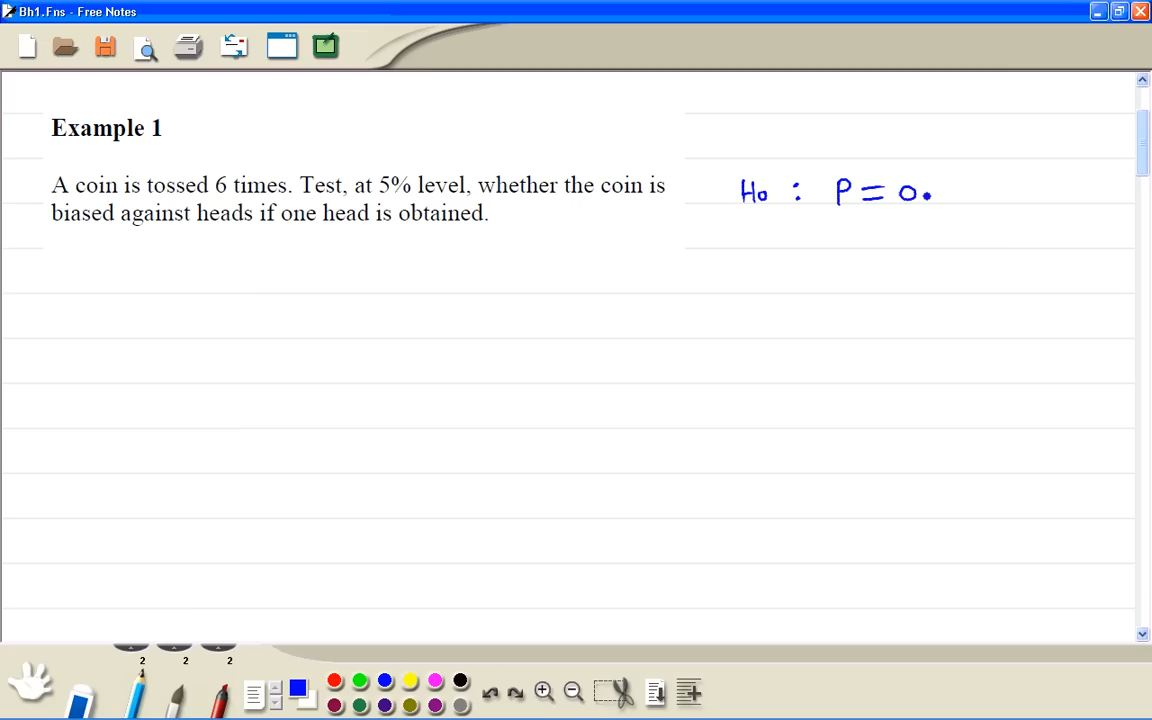 Bh1.Fns - Free Notes
Example 1
A coin is tossed 6 times. Test, at 5% level, whether the coin is
biased against heads if one head is obtained.
H₀ : P = 0.
2 2 2